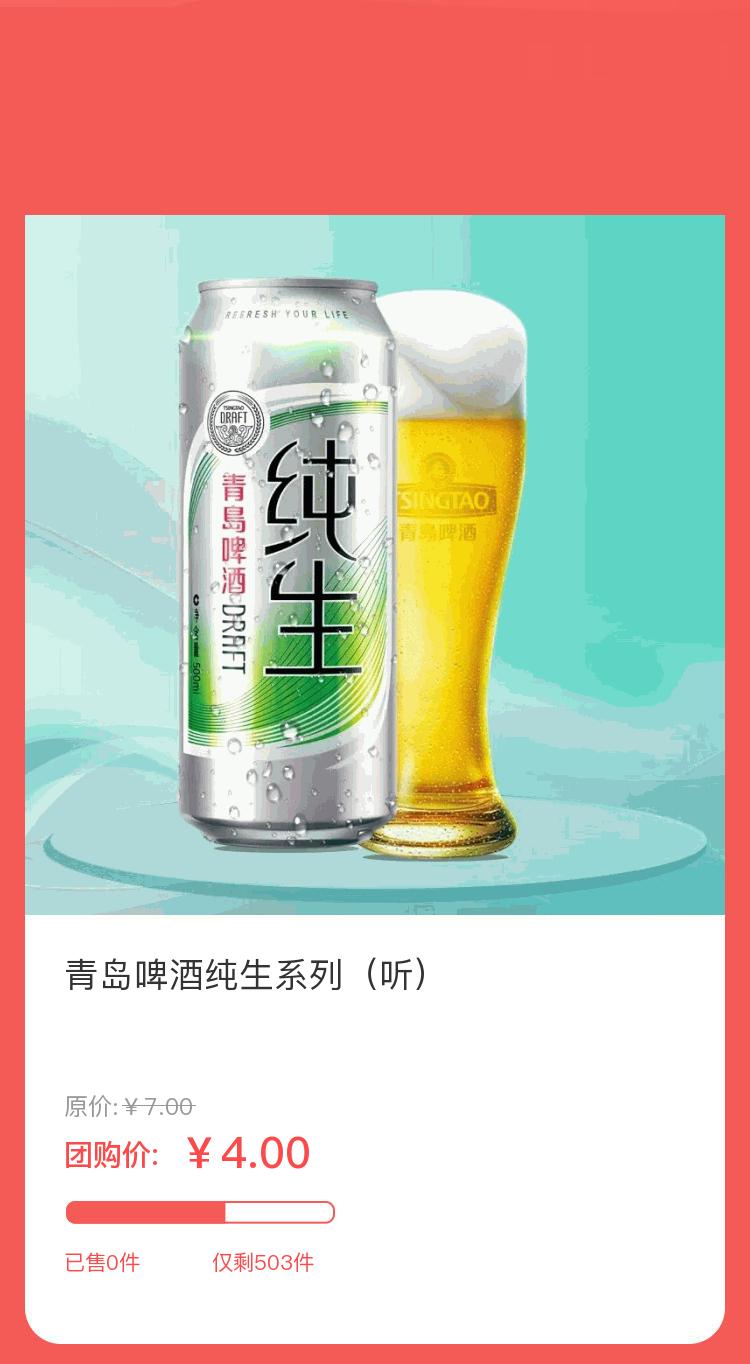 REFRESH YOUR LIFE
TSINGTAO
DRAFT
纯生
青島啤酒
DRAFT
500ml
TSINGTAO
青島啤酒
青岛啤酒纯生系列（听）
原价:￥7.00
团购价: ￥4.00
已售0件 仅剩503件